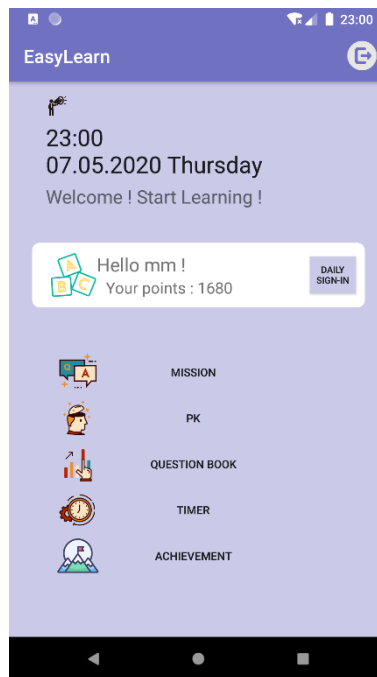 23:00
EasyLearn
23:00
07.05.2020 Thursday
Welcome ! Start Learning !
A
B C
Hello mm !
Your points : 1680
DAILY
SIGN-IN
Q A
MISSION
PK
QUESTION BOOK
TIMER
ACHIEVEMENT